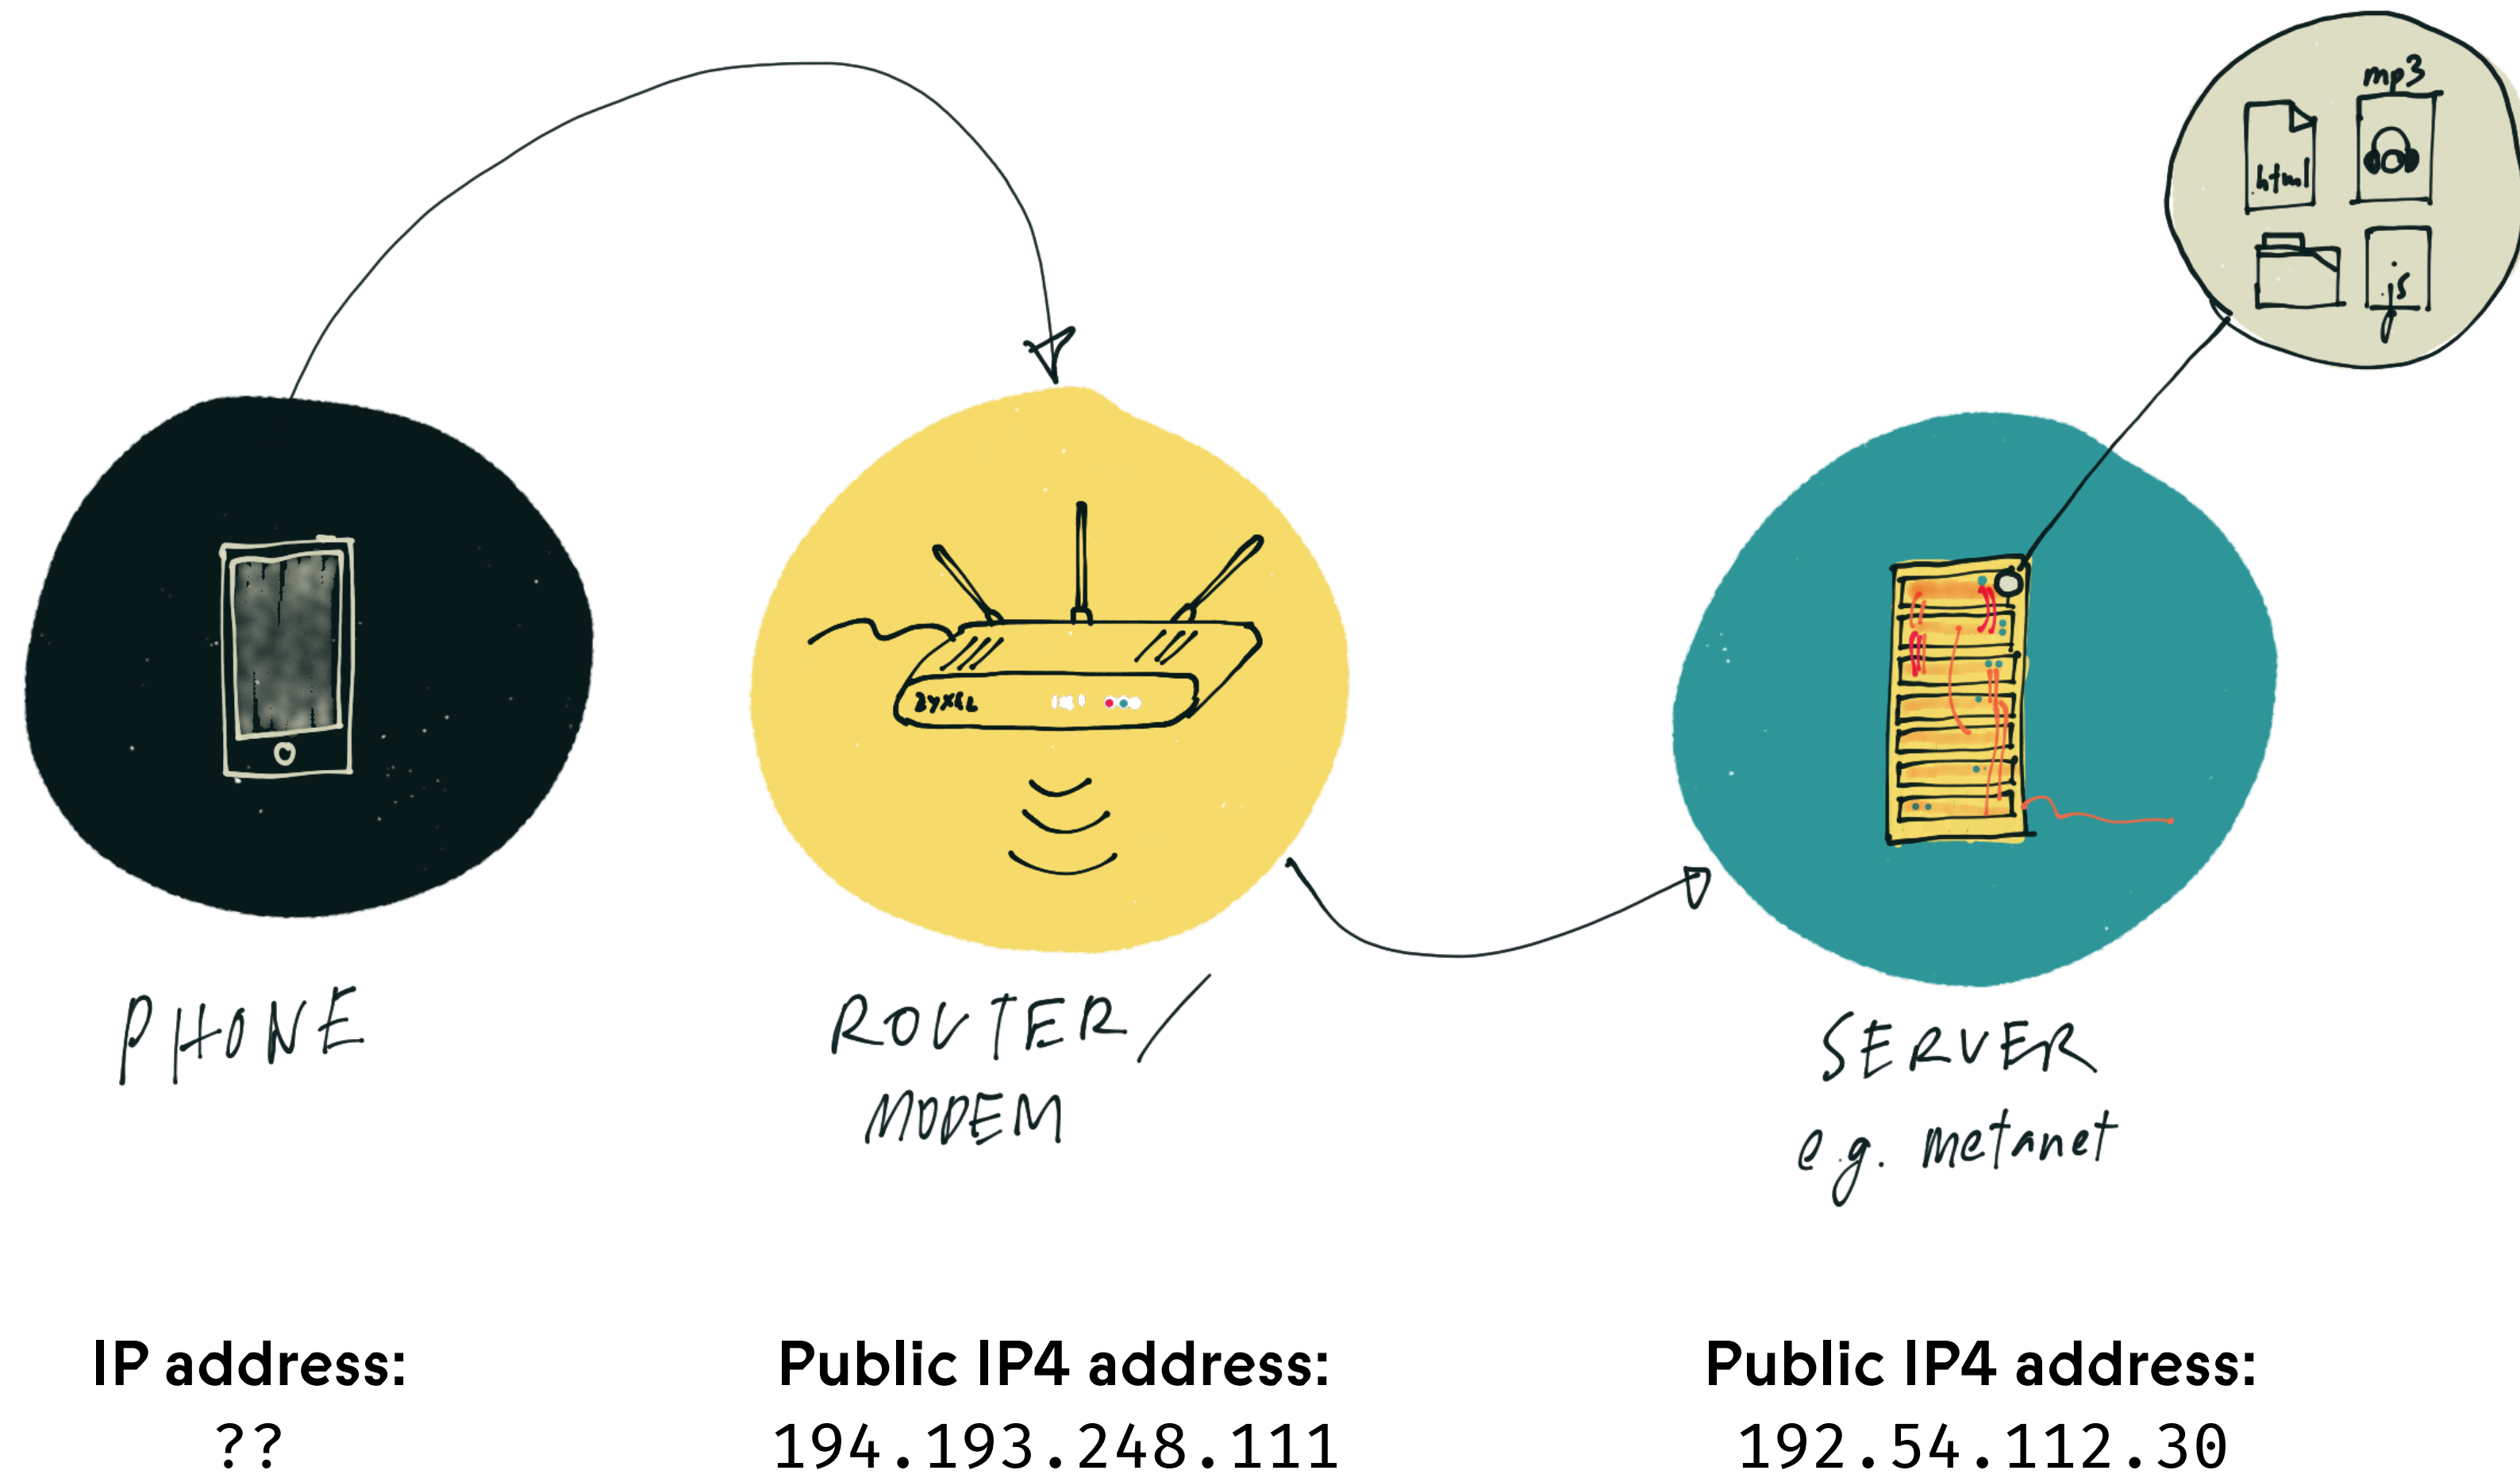 mp3
html
js
ZYXEL
PHONE
ROUTER/
MODEM
SERVER
e.g. metanet
IP address:
??
Public IP4 address:
194.193.248.111
Public IP4 address:
192.54.112.30